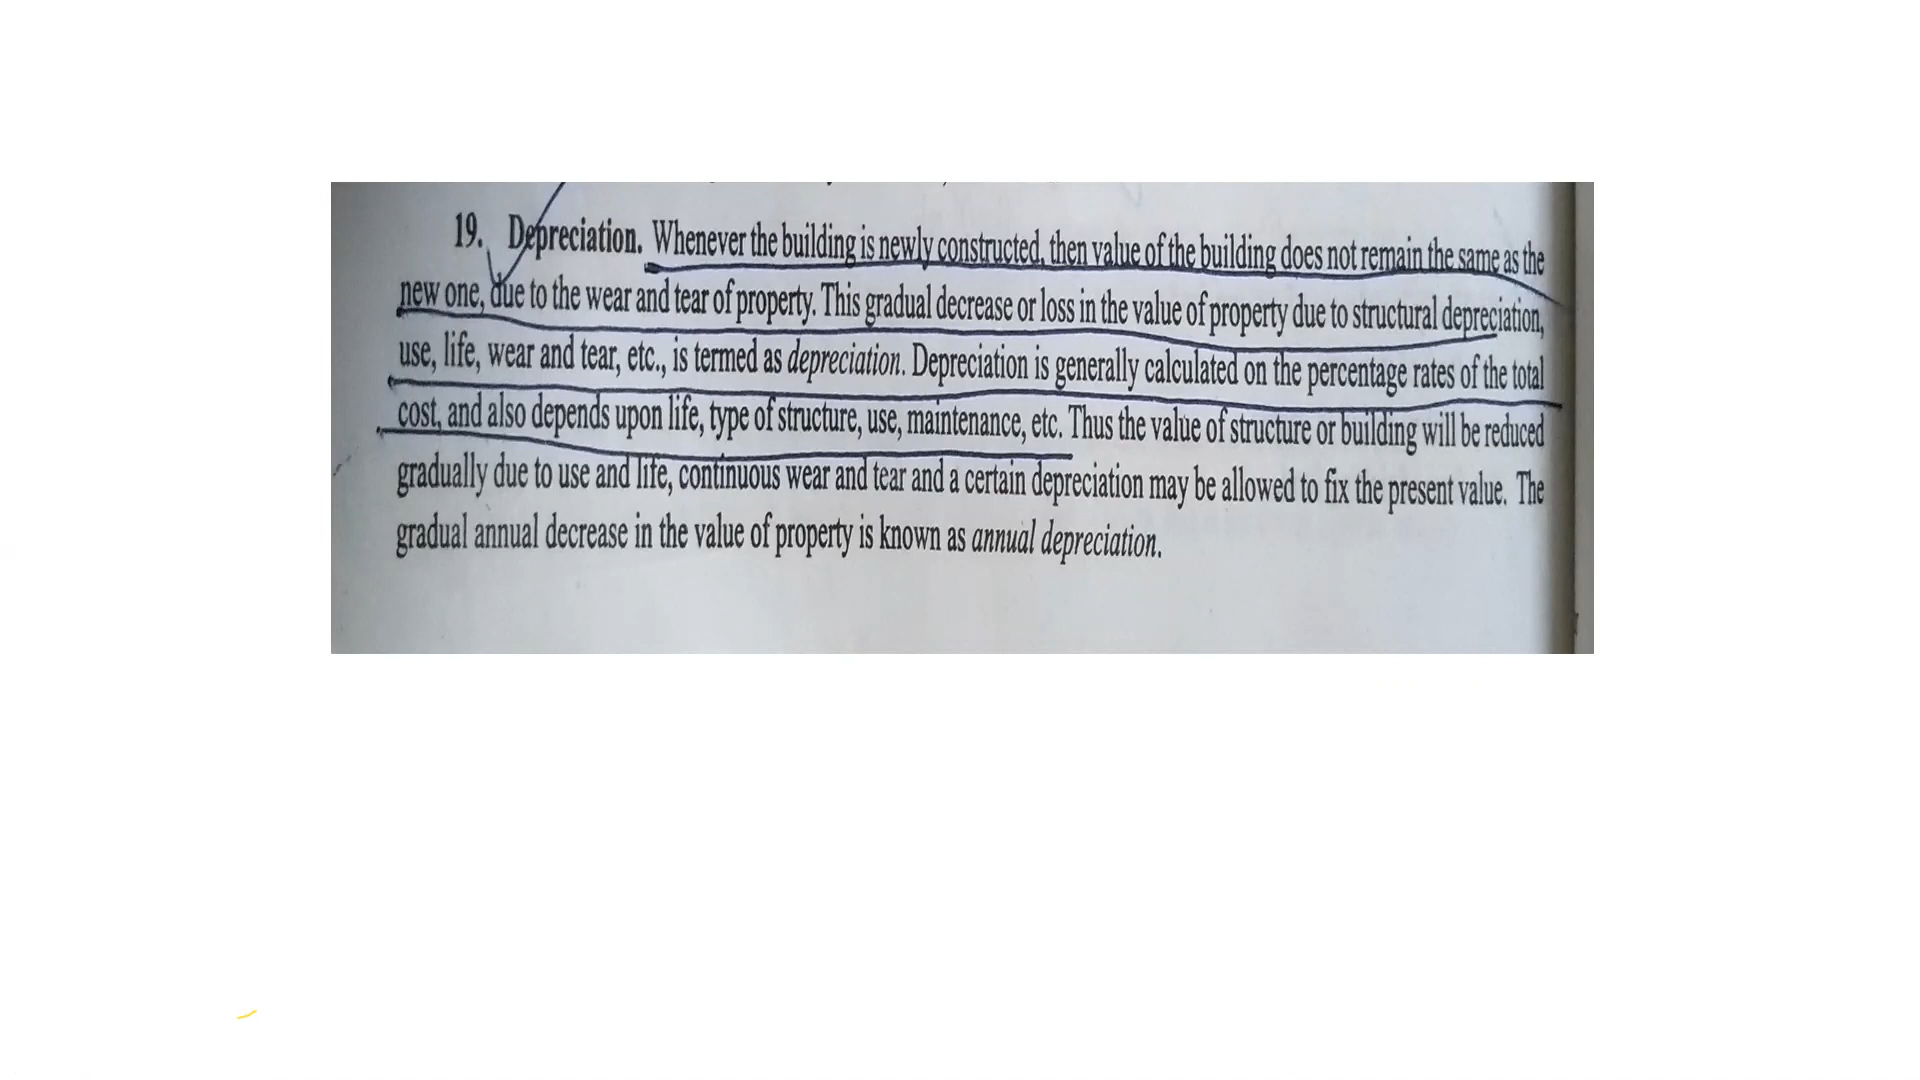 19. Depreciation. Whenever the building is newly constructed, then value of the building does not remain the same as the
new one, due to the wear and tear of property. This gradual decrease or loss in the value of property due to structural depreciation,
use, life, wear and tear, etc., is termed as depreciation. Depreciation is generally calculated on the percentage rates of the total
cost, and also depends upon life, type of structure, use, maintenance, etc. Thus the value of structure or building will be reduced
gradually due to use and life, continuous wear and tear and a certain depreciation may be allowed to fix the present value. The
gradual annual decrease in the value of property is known as annual depreciation.